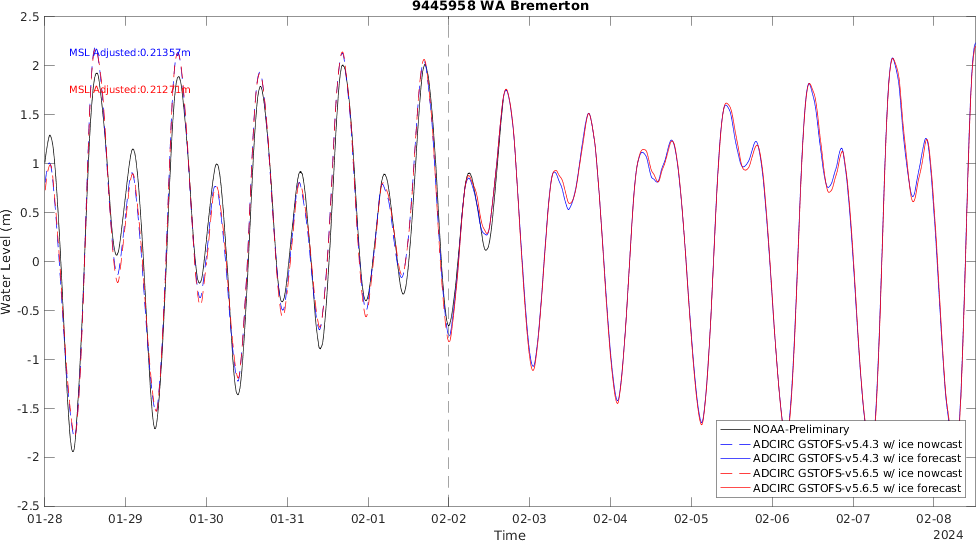 9445958 WA Bremerton
2.5
2
1.5
1
0.5
0
-0.5
-1
-1.5
-2
-2.5
Water Level (m)
MSL Adjusted:0.21357m
MSL Adjusted:0.21271m
NOAA-Preliminary
ADCIRC GSTOFS-v5.4.3 w/ ice nowcast
ADCIRC GSTOFS-v5.4.3 w/ ice forecast
ADCIRC GSTOFS-v5.6.5 w/ ice nowcast
ADCIRC GSTOFS-v5.6.5 w/ ice forecast
01-28 01-29 01-30 01-31 02-01 02-02 02-03 02-04 02-05 02-06 02-07 02-08
Time
2024